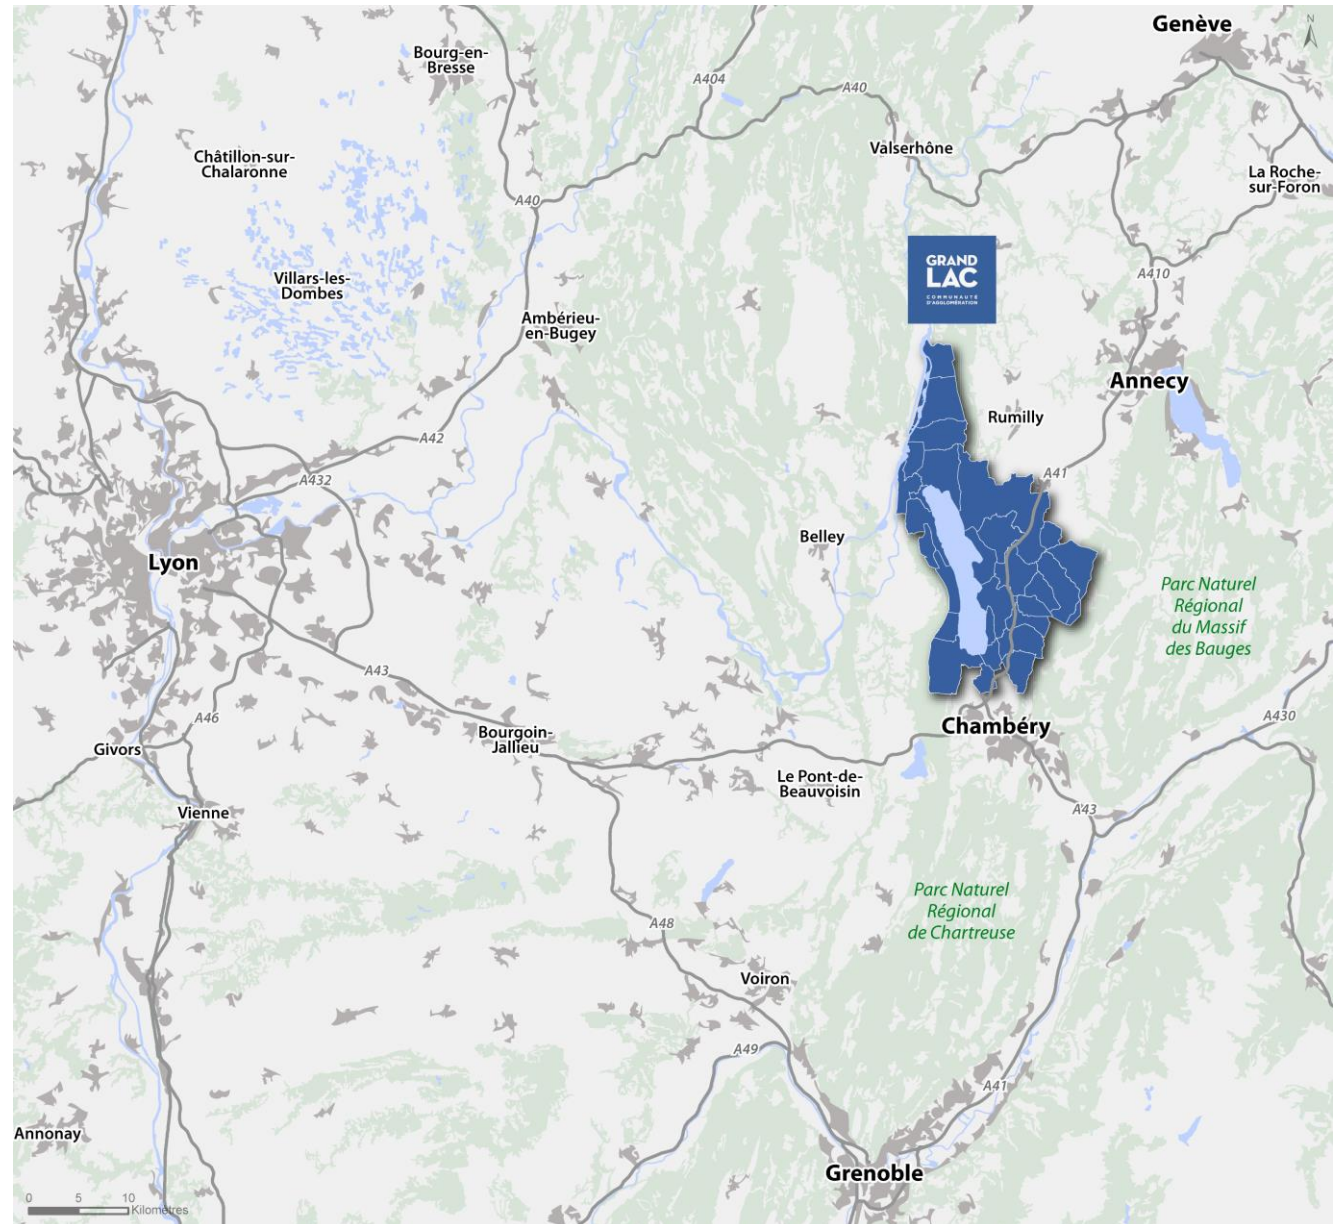 Genève
N
Bourg-en-
Bresse
A404
A40
Châtillon-sur-
Chalaronne
Valserhône
La Roche-
sur-Foron
A40
GRAND
LAC
COMMUNAUTÉ
D'AGGLOMÉRATION
A410
Villars-les-
Dombes
Ambérieu-
en-Bugey
Annecy
Rumilly
A42
A41
A432
Belley
Lyon
Parc Naturel
Régional
du Massif
des Bauges
A43
A46
A430
Chambéry
Bourgoin-
Jallieu
Givors
Le Pont-de-
Beauvoisin
Vienne
A43
Parc Naturel
Régional
de Chartreuse
A48
Voiron
A49
A41
Annonay
Grenoble
0 5 10
Kilomètres